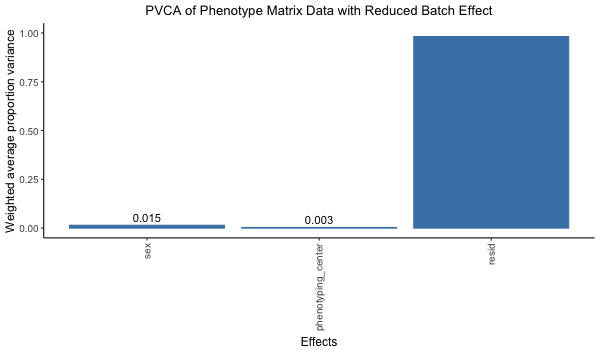 PVCA of Phenotype Matrix Data with Reduced Batch Effect
Weighted average proportion variance
1.00
0.75
0.50
0.25
0.00
0.015
0.003
sex
phenotyping_center
resid
Effects